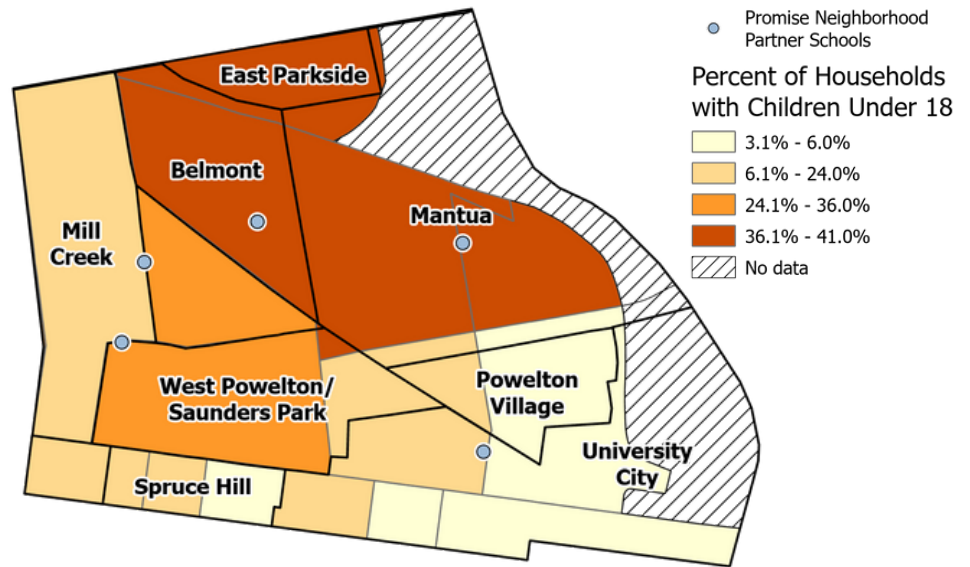 Promise Neighborhood
Partner Schools
Percent of Households
with Children Under 18
3.1% - 6.0%
6.1% - 24.0%
24.1% - 36.0%
36.1% - 41.0%
No data
East Parkside
Belmont
Mantua
Mill
Creek
West Powelton/
Saunders Park
Powelton
Village
University
City
Spruce Hill